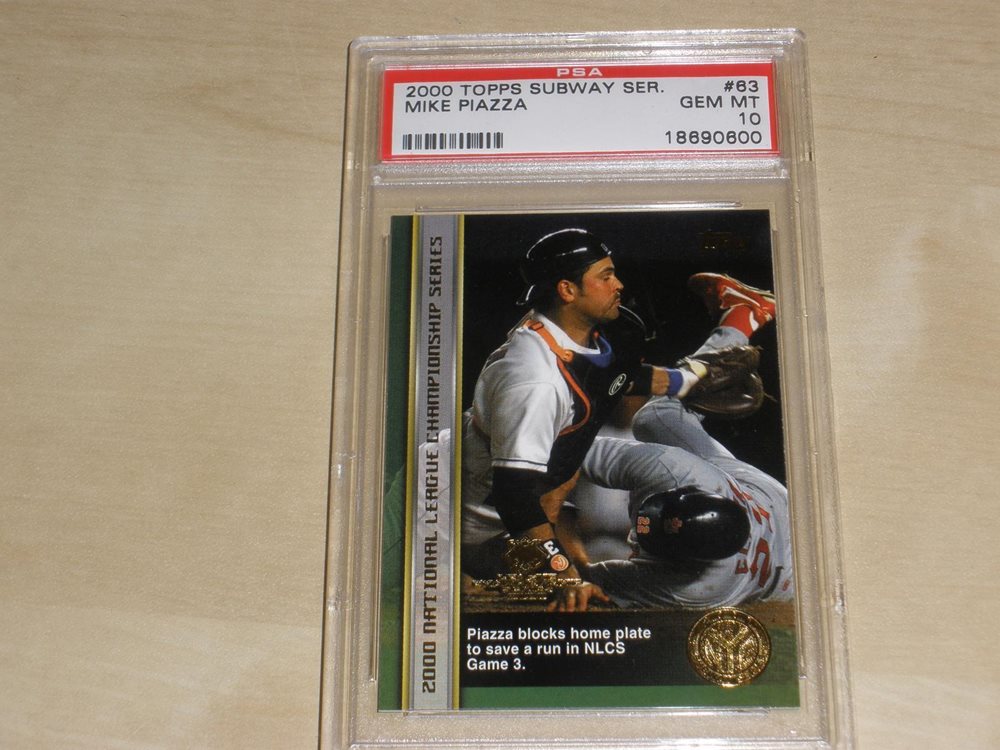 PSA
2000 TOPPS SUBWAY SER. #63
MIKE PIAZZA GEM MT
10
18690600
2000 NATIONAL LEAGUE CHAMPIONSHIP SERIES
22
Piazza blocks home plate
to save a run in NLCS
Game 3.